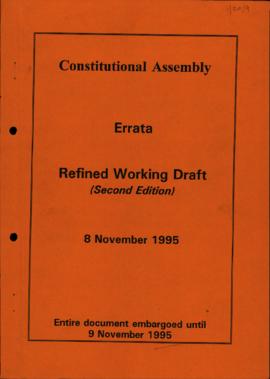 Constitutional Assembly
Errata
Refined Working Draft
(Second Edition)
8 November 1995
Entire document embargoed until
9 November 1995